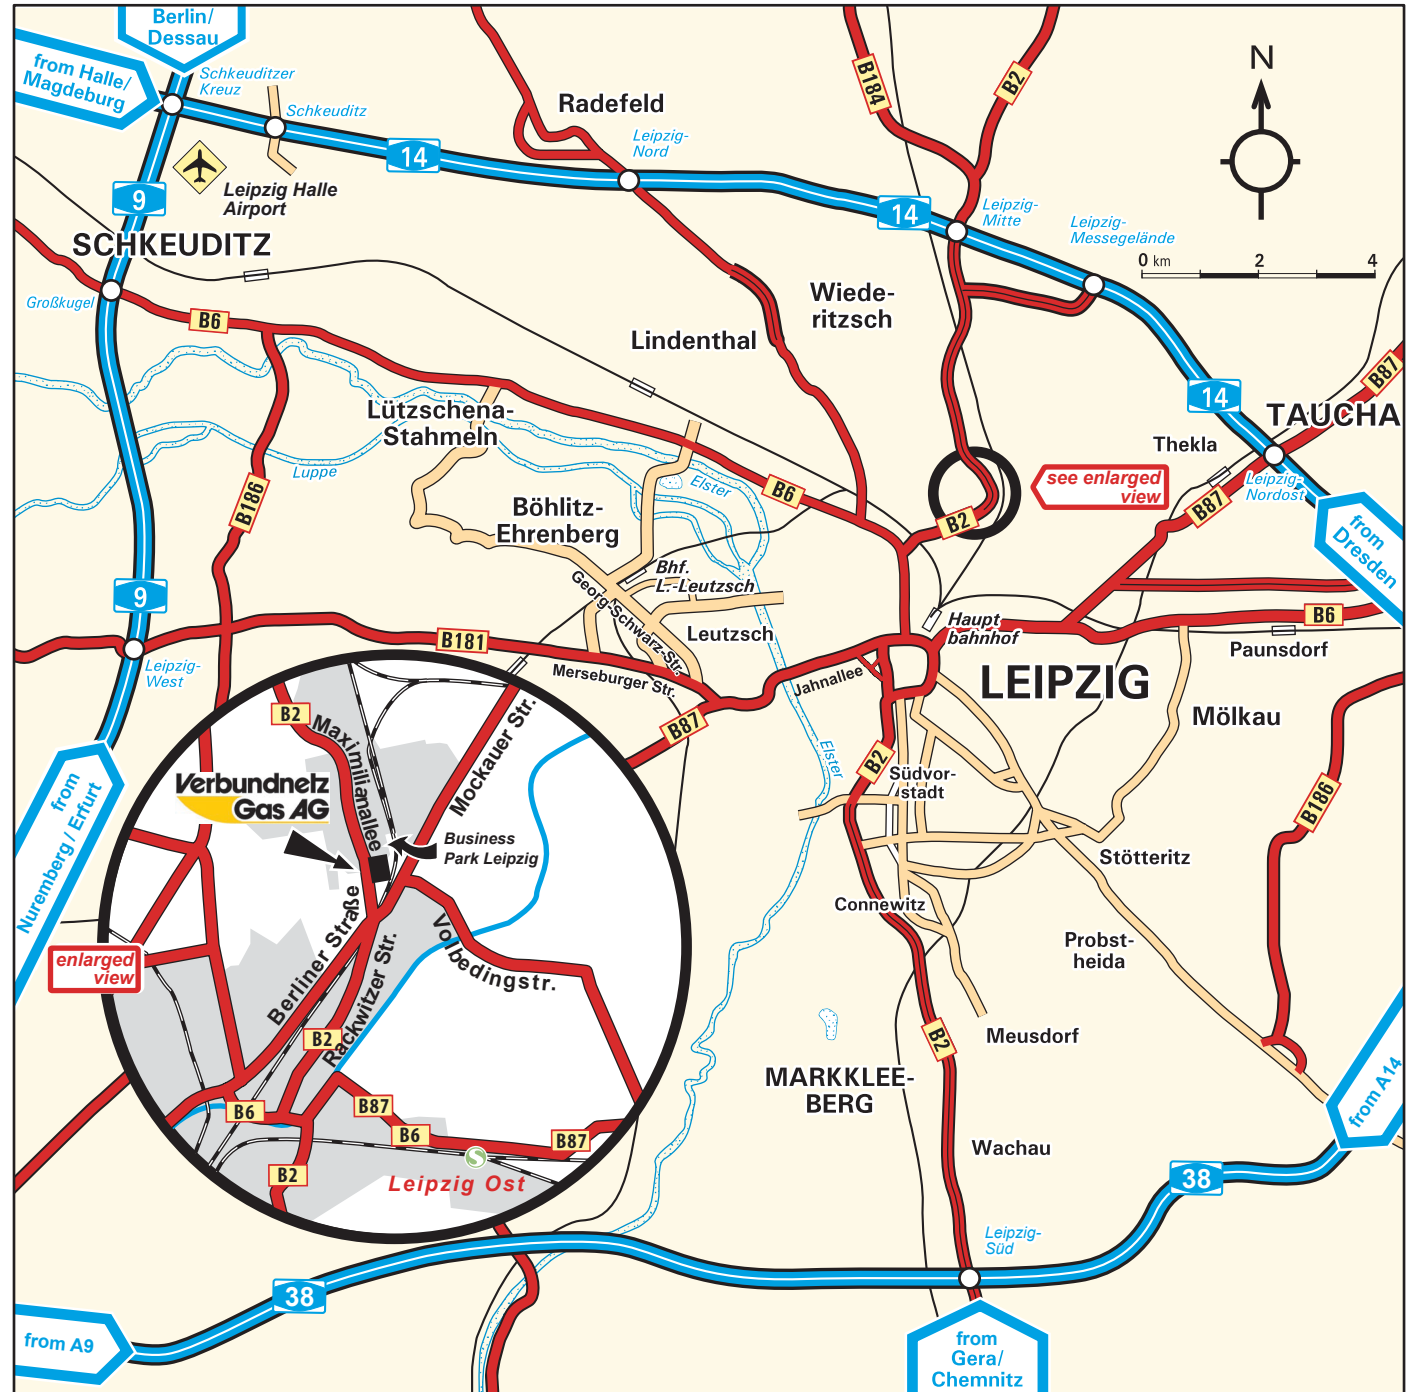 Berlin/
Dessau
from Halle/
Magdeburg
Schkeuditzer
Kreuz
Schkeuditz
14
Radefeld
Leipzig-
Nord
B184
B2
N
0 km 2 4
9
Leipzig Halle
Airport
SCHKEUDITZ
14
Leipzig-
Mitte
Leipzig-
Messegelände
Großkugel
B6
Wiede-
ritzsch
Lindenthal
14
B87
TAUCHA
Lützschena-
Stahmeln
Luppe
Thekla
Leipzig-
Nordost
B87
see enlarged
view
B186
Elster
B6
B2
Böhlitz-
Ehrenberg
from
Dresden
9
Bhf.
L.-Leutzsch
Georg-Schwarz-Str.
Leutzsch
Haupt
bahnhof
B6
Paunsdorf
B181
Leipzig-
West
Merseburger Str.
Jahnallee
LEIPZIG
B87
Mölkau
Elster
B2
Südvor-
stadt
B186
Stötteritz
Connewitz
Probst-
heida
B2
Meusdorf
MARKKLEE-
BERG
Wachau
from A14
38
Leipzig-
Süd
from
Gera/
Chemnitz
from
Nuremberg / Erfurt
B2
Maximilianallee
Mockauer Str.
Verbundnetz
Gas AG
Business
Park Leipzig
Berliner Straße
Volbedingstr.
Rackwitzer Str.
enlarged
view
B2
B6
B87
B6
B87
B2
Leipzig Ost
S
38
from A9